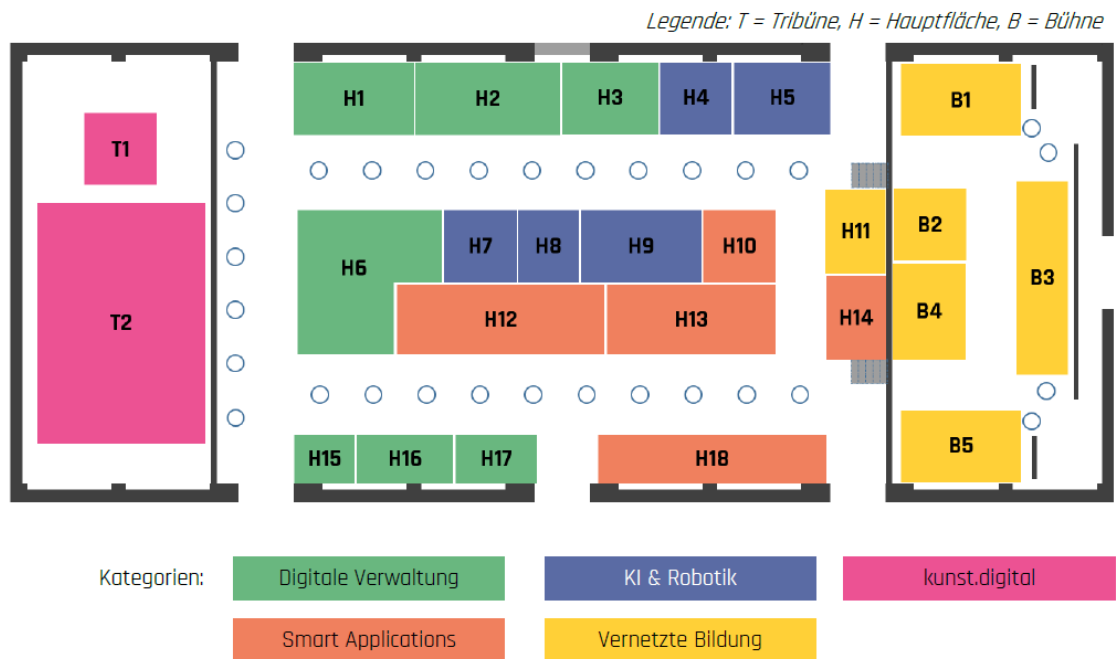 Legende: T = Tribüne, H = Hauptfläche, B = Bühne
H1 H2 H3 H4 H5 B1
T1
H6 H7 H8 H9 H10 H11 B2
T2 H12 H13 H14 B4 B3
H15 H16 H17 H18 B5
Kategorien: Digitale Verwaltung KI & Robotik kunst.digital
Smart Applications Vernetzte Bildung